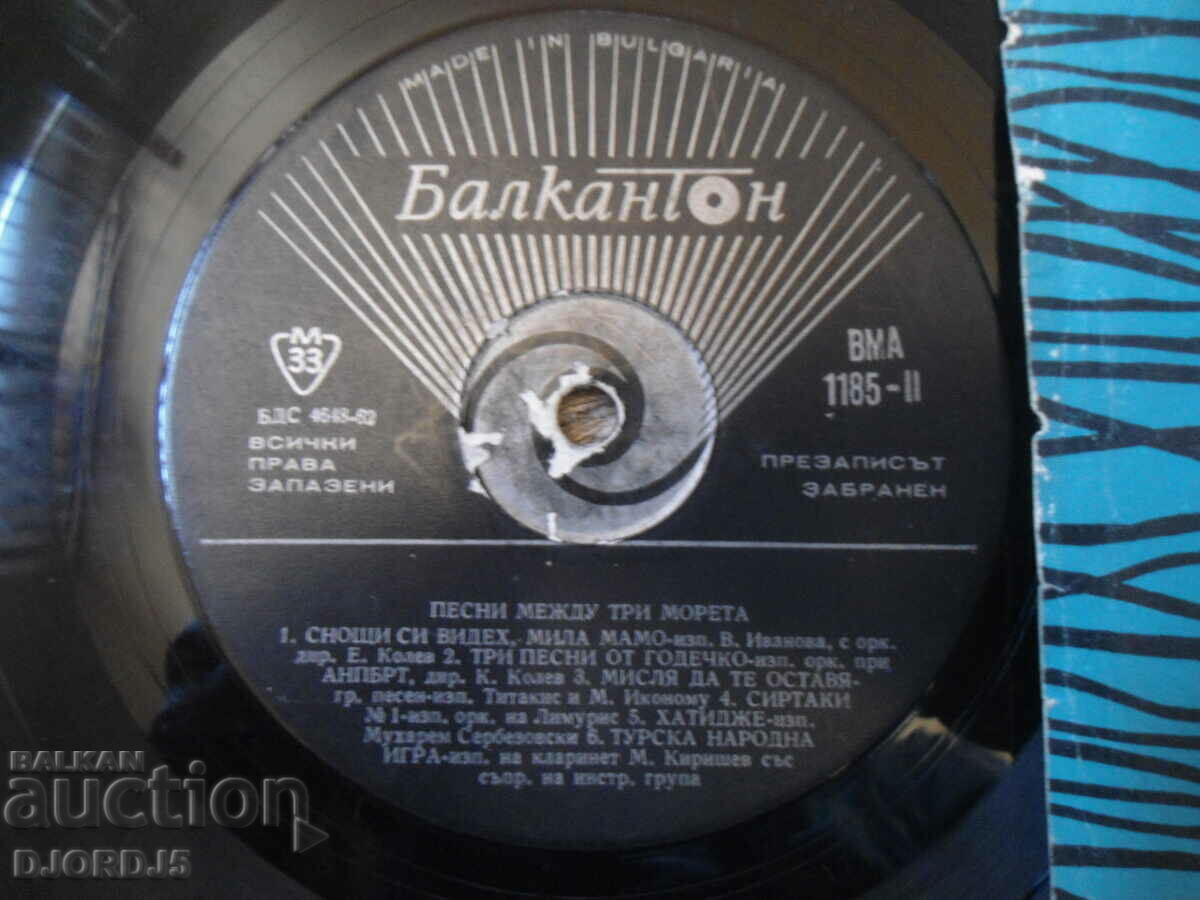 MADE IN BULGARIA
БалканТон
М
33
БДС 4648-62
ВСИЧКИ
ПРАВА
ЗАПАЗЕНИ
ВМА
1185-II
ПРЕЗАПИСЪТ
ЗАБРАНЕН
ПЕСНИ МЕЖДУ ТРИ МОРЕТА
1. СНОЩИ СИ ВИДЕХ, МИЛА МАМО-изп. В. Иванова, с орк.
дир. Е. Колев 2. ТРИ ПЕСНИ ОТ ГОДЕЧКО-изп. орк. при
АНПБРТ, дир. К. Колев 3. МИСЛЯ ДА ТЕ ОСТАВЯ-
гр. песен-изп. Титакис и М. Икономy 4. СИРТАКИ
№ 1-изп. орк. на Лимурис 5. ХАТИДЖЕ-изп.
Мухарем Сербезовски 6. ТУРСКА НАРОДНА
ИГРА-изп. на кларинет М. Киришев със
съпр. на инстр. група
BALKAN
auction
DJORD_J5